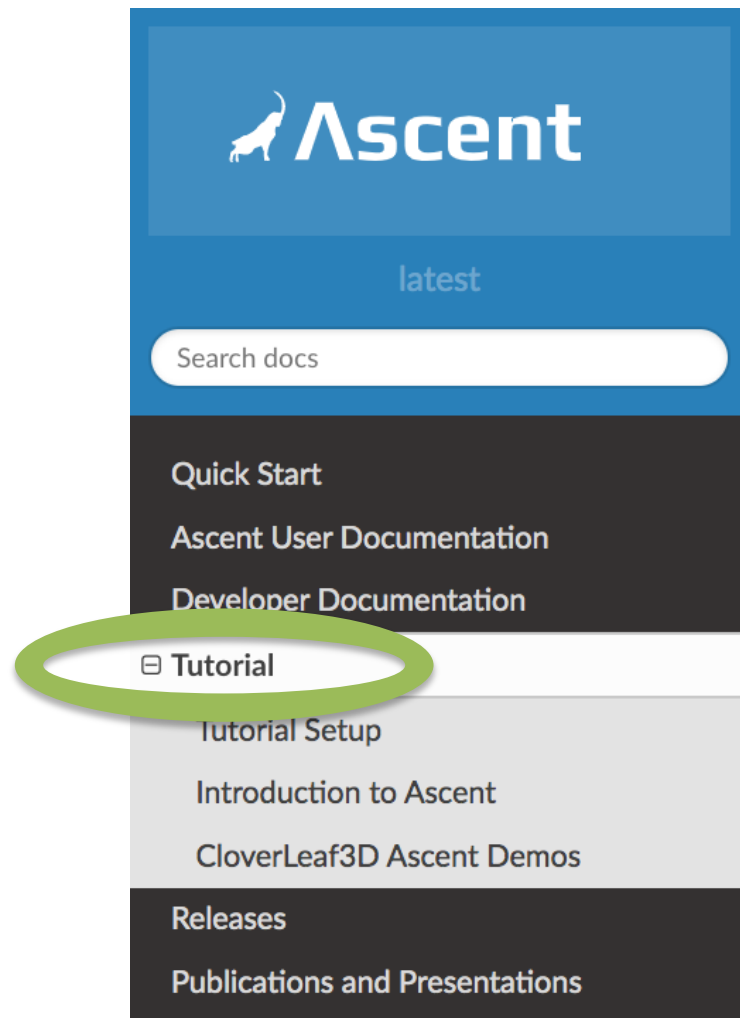 Ascent
latest
Search docs
Quick Start
Ascent User Documentation
Developer Documentation
Tutorial
Tutorial Setup
Introduction to Ascent
CloverLeaf3D Ascent Demos
Releases
Publications and Presentations